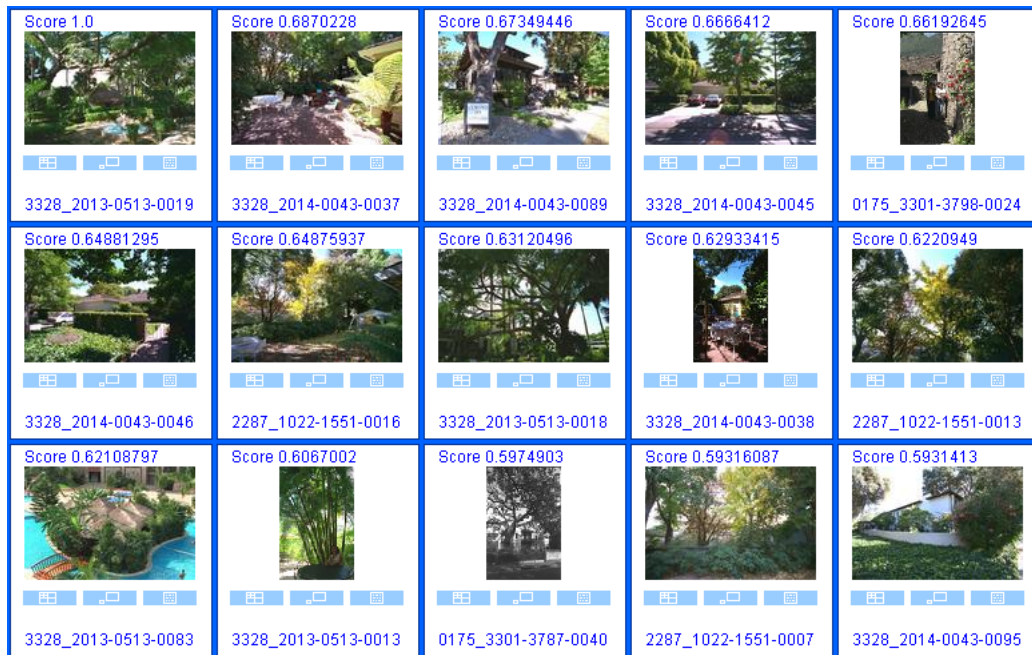 Score 1.0
Score 0.6870228
Score 0.67349446
Score 0.6666412
Score 0.66192645
3328_2013-0513-0019
3328_2014-0043-0037
3328_2014-0043-0089
3328_2014-0043-0045
0175_3301-3798-0024
Score 0.64881295
Score 0.64875937
Score 0.63120496
Score 0.62933415
Score 0.6220949
3328_2014-0043-0046
2287_1022-1551-0016
3328_2013-0513-0018
3328_2014-0043-0038
2287_1022-1551-0013
Score 0.62108797
Score 0.6067002
Score 0.5974903
Score 0.59316087
Score 0.5931413
3328_2013-0513-0083
3328_2013-0513-0013
0175_3301-3787-0040
2287_1022-1551-0007
3328_2014-0043-0095